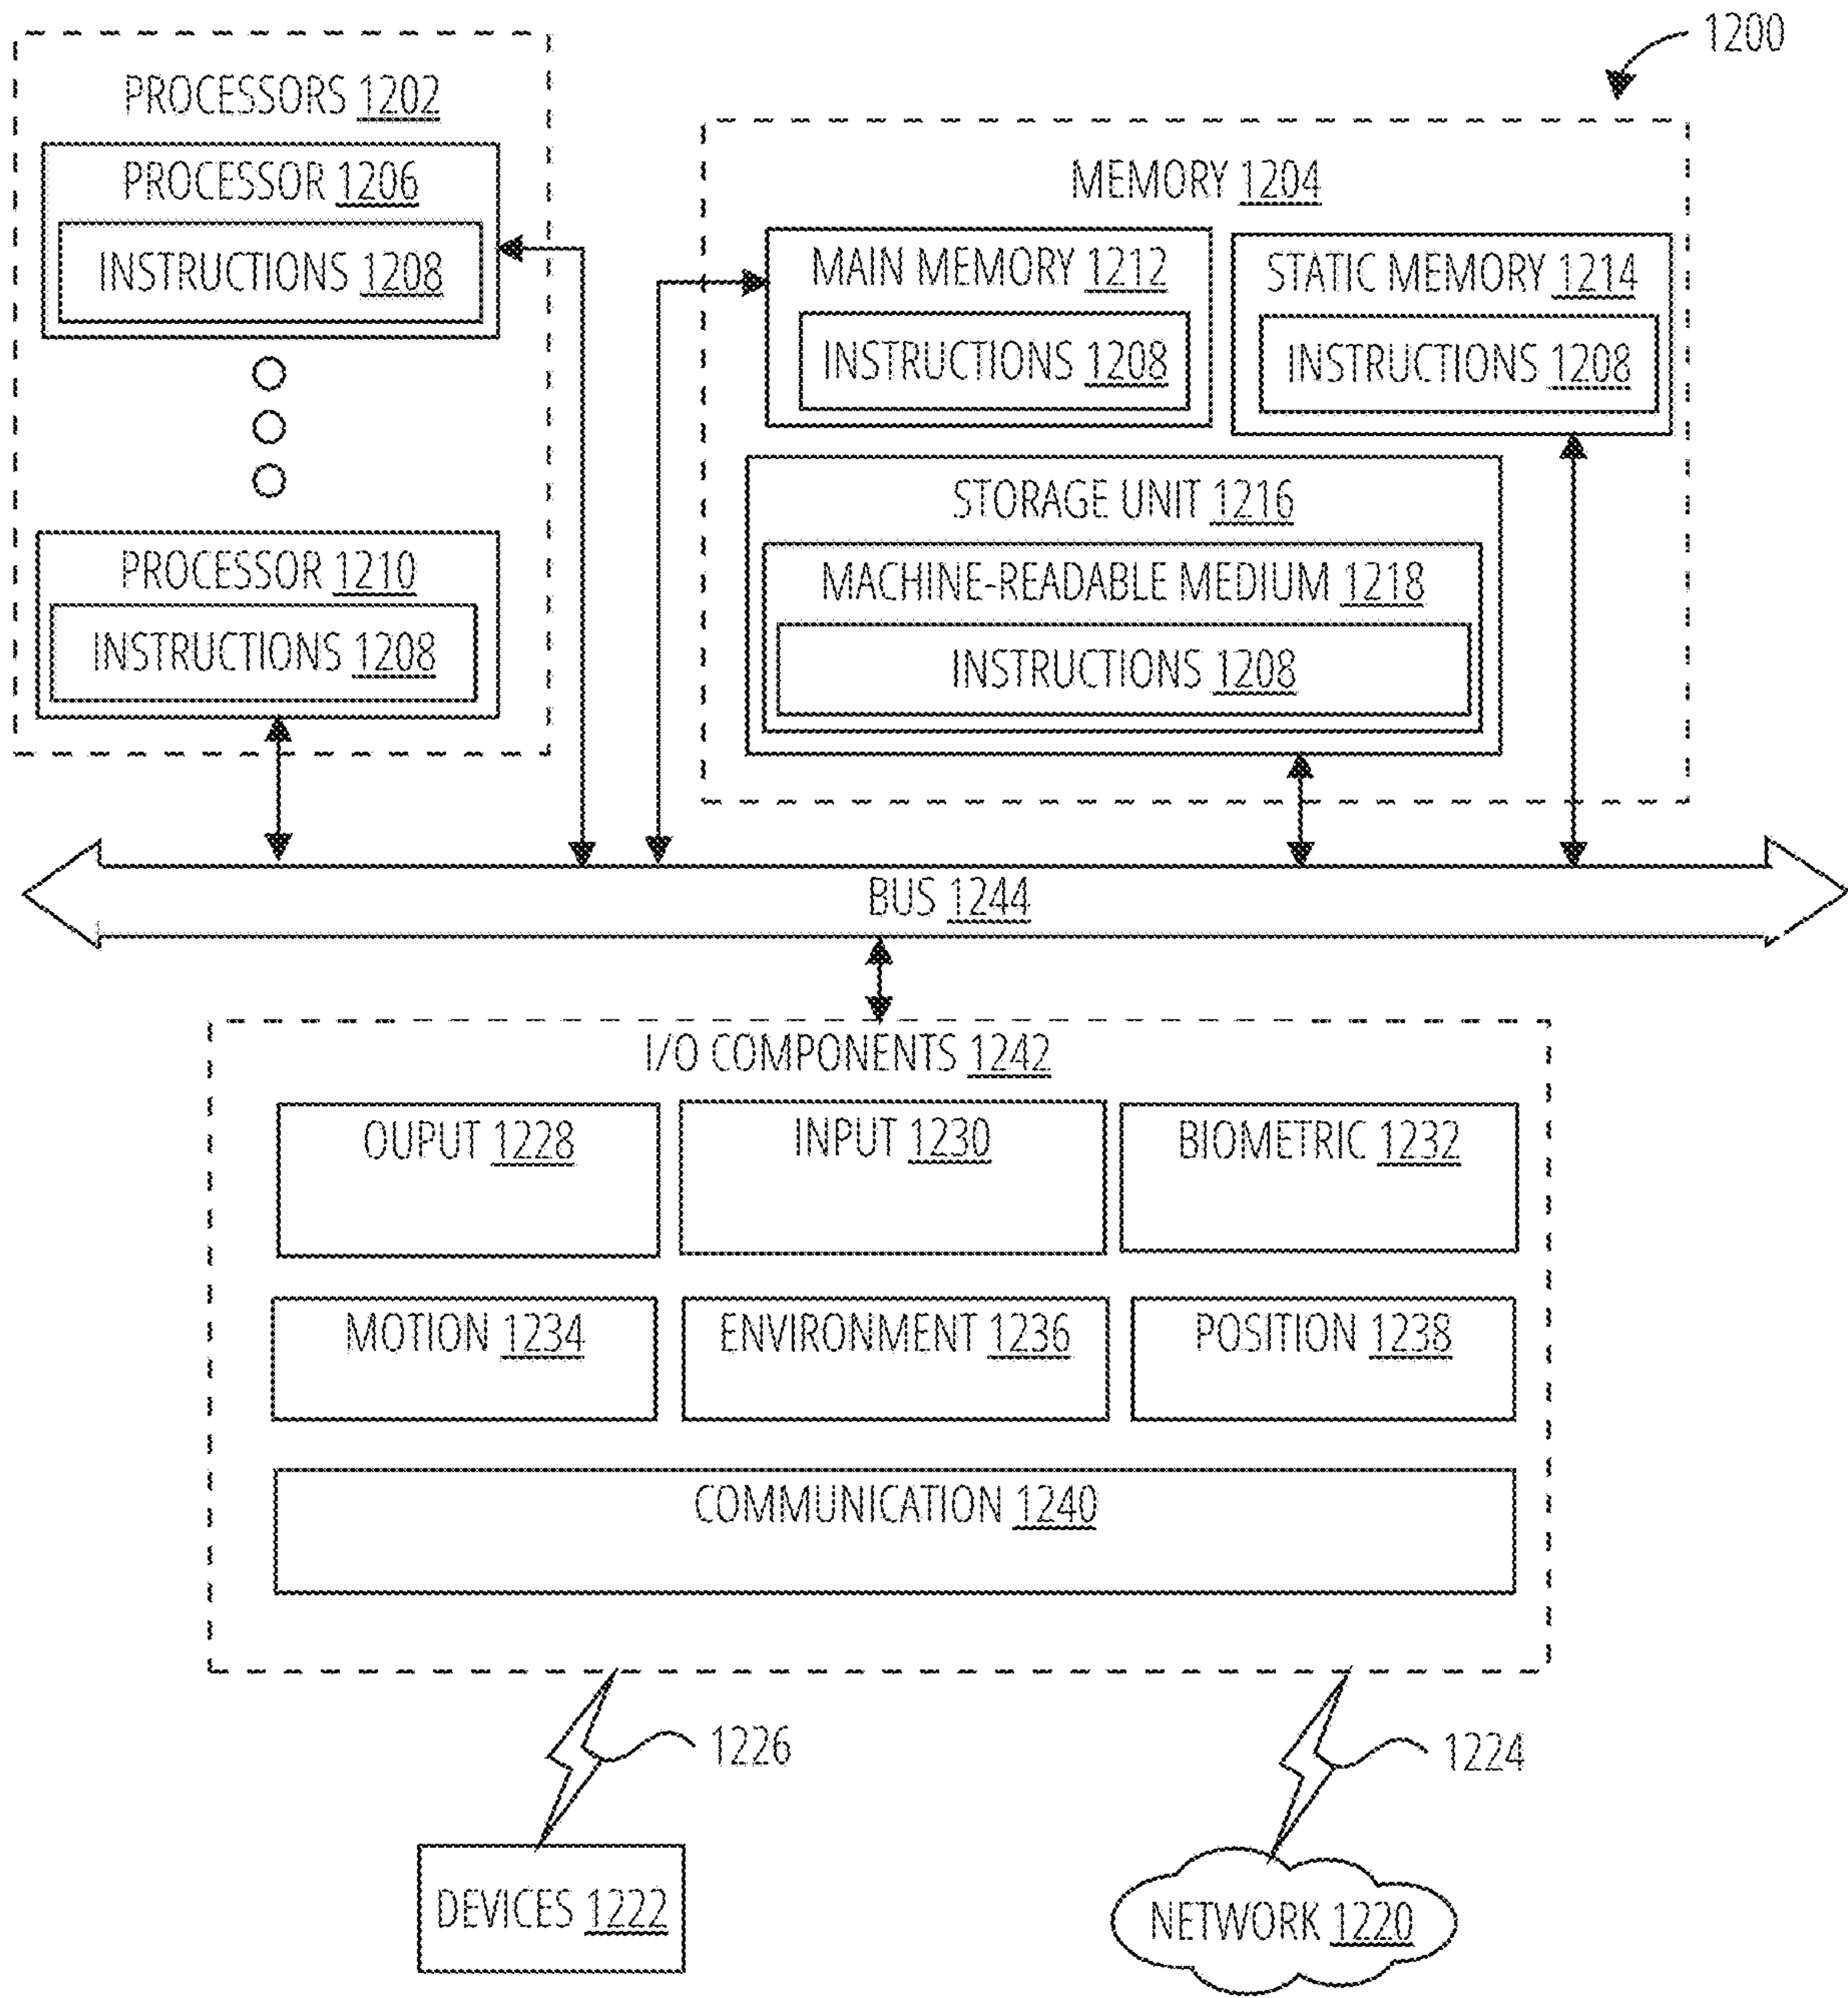 1200
PROCESSORS 1202
PROCESSOR 1206
INSTRUCTIONS 1208
PROCESSOR 1210
INSTRUCTIONS 1208
MEMORY 1204
MAIN MEMORY 1212
INSTRUCTIONS 1208
STATIC MEMORY 1214
INSTRUCTIONS 1208
STORAGE UNIT 1216
MACHINE-READABLE MEDIUM 1218
INSTRUCTIONS 1208
BUS 1244
I/O COMPONENTS 1242
OUPUT 1228
INPUT 1230
BIOMETRIC 1232
MOTION 1234
ENVIRONMENT 1236
POSITION 1238
COMMUNICATION 1240
1226
1224
DEVICES 1222
NETWORK 1220